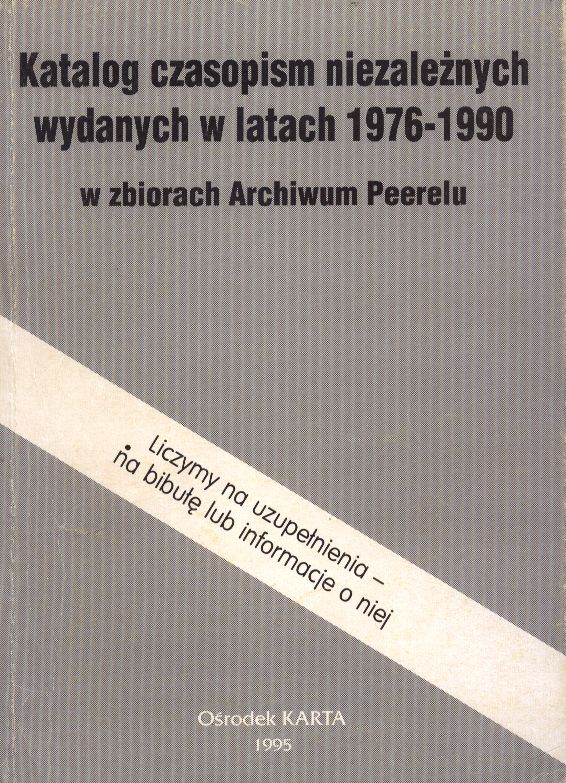 Katalog czasopism niezależnych
wydanych w latach 1976-1990
w zbiorach Archiwum Peerelu
Liczymy na uzupełnienia –
na bibułę lub informacje o niej
Ośrodek KARTA
1995